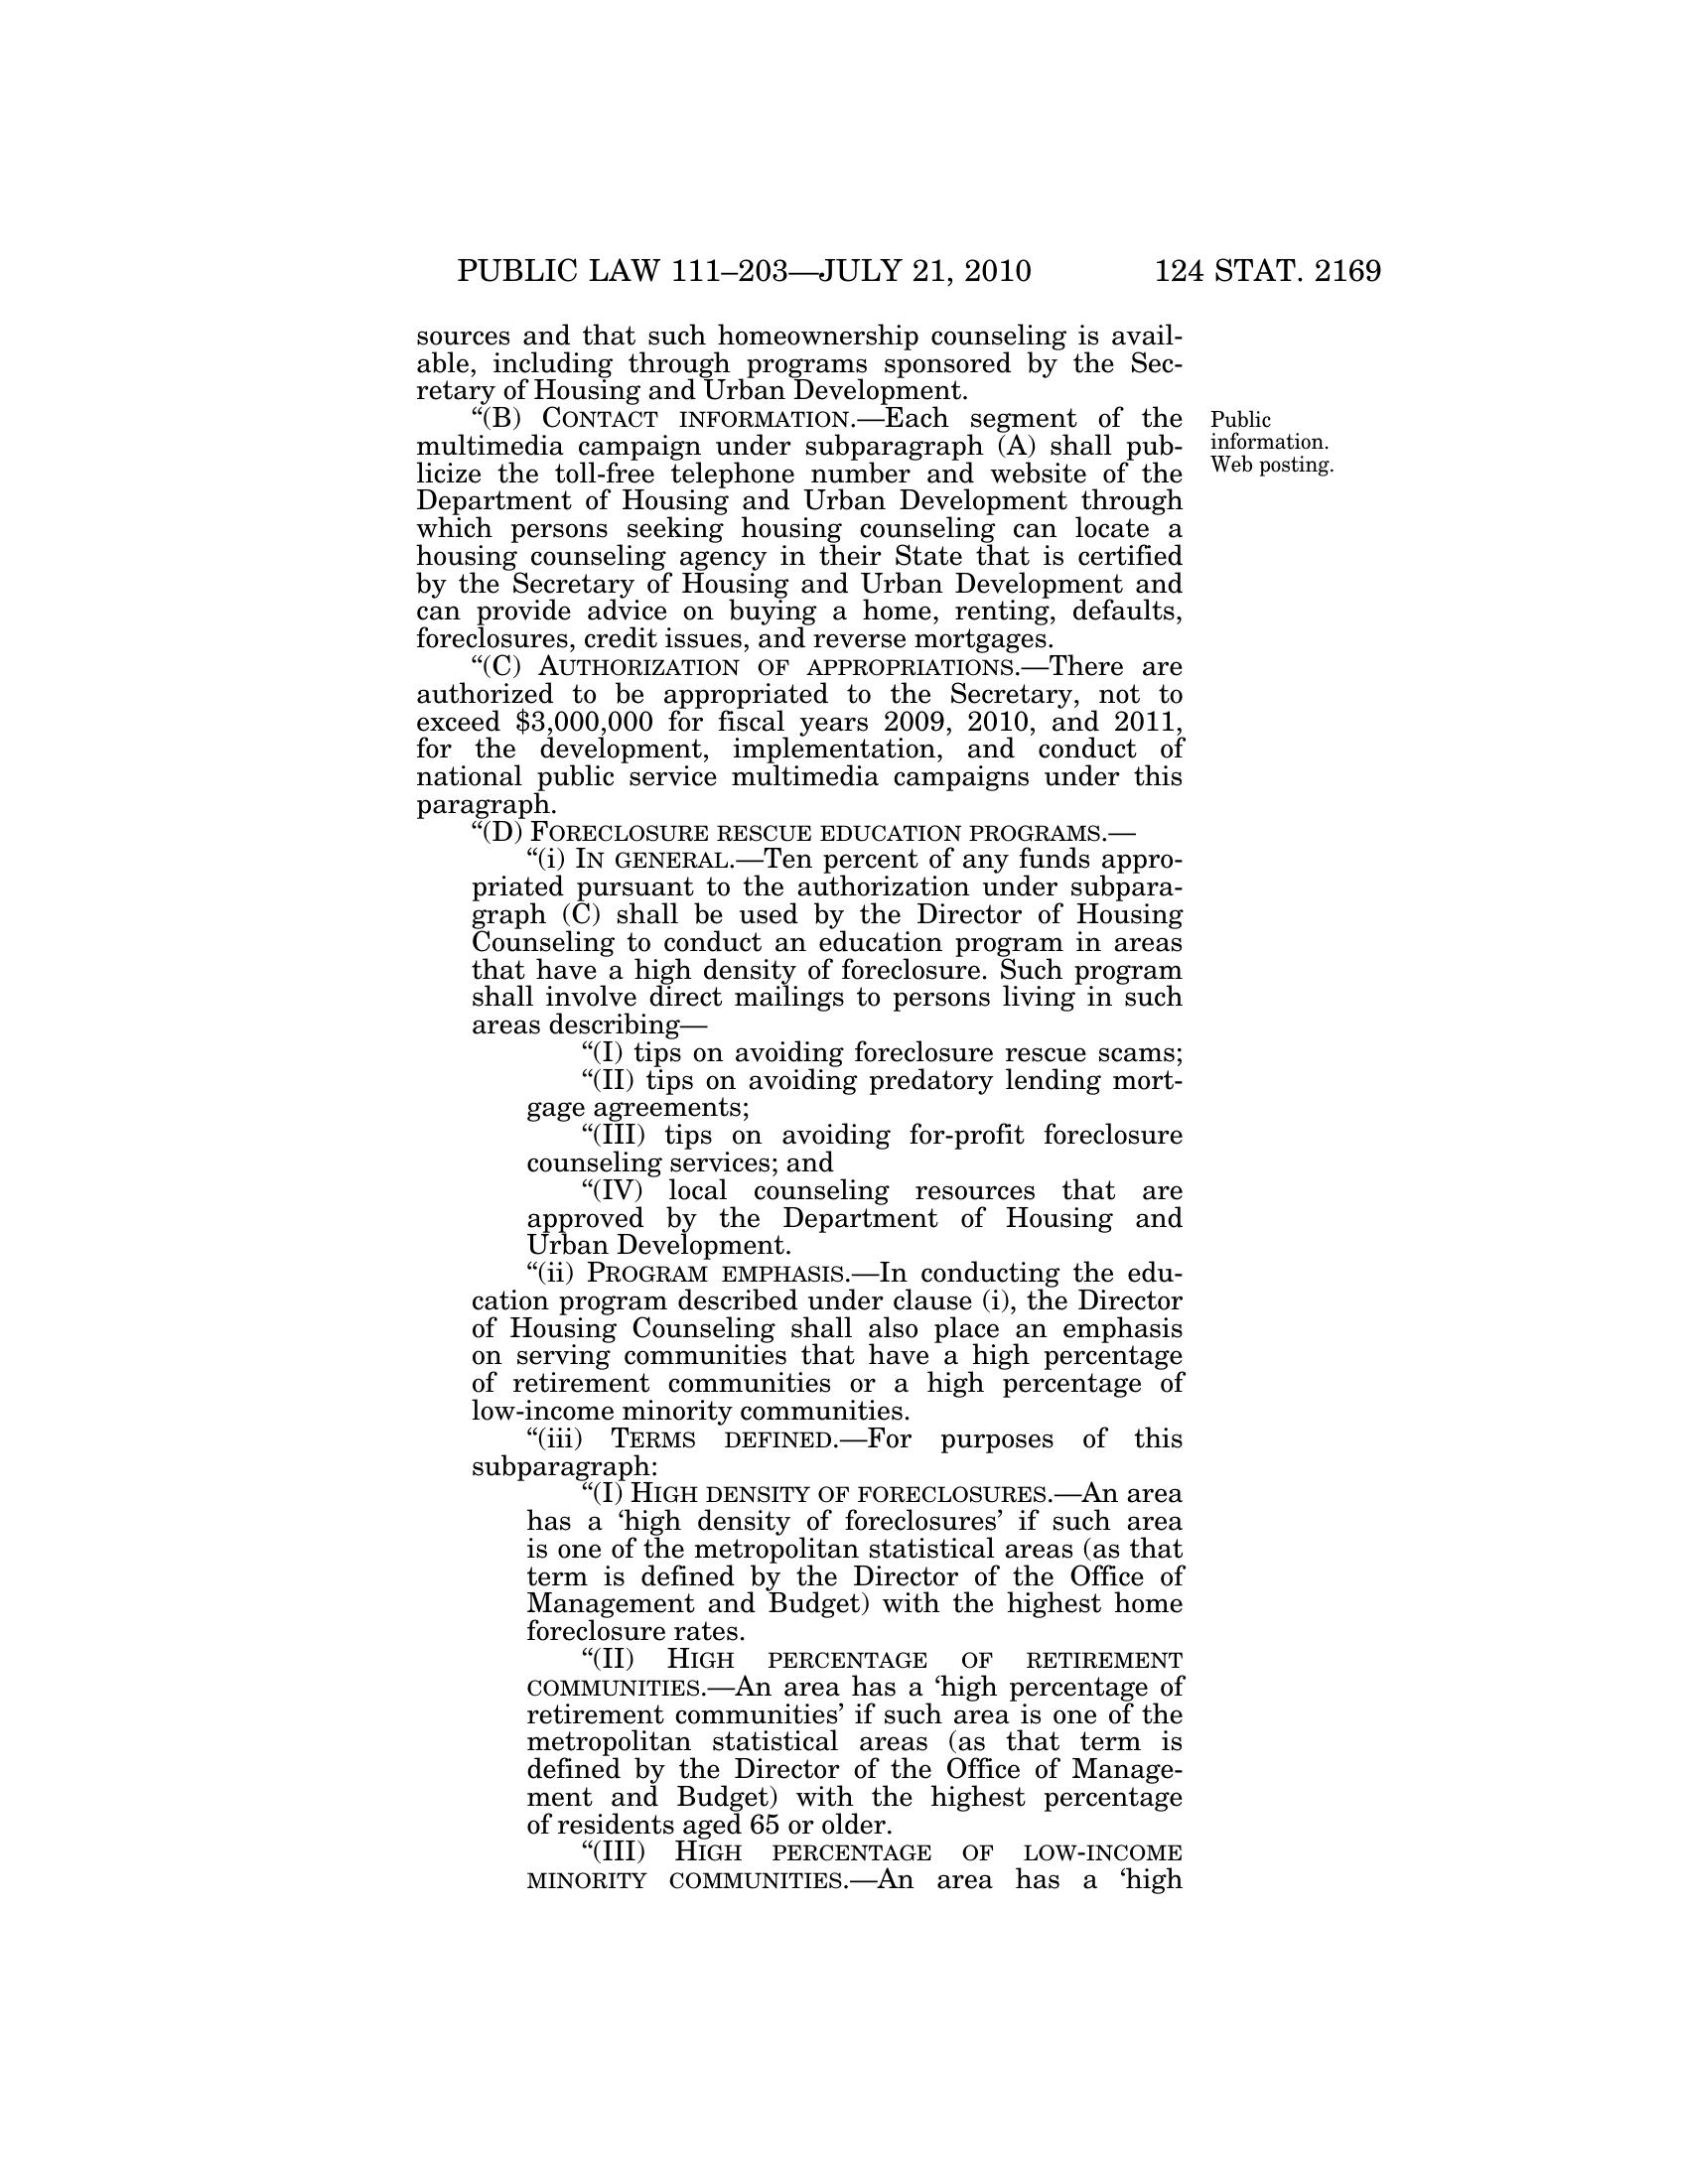 PUBLIC LAW 111–203—JULY 21, 2010 124 STAT. 2169
sources and that such homeownership counseling is avail-
able, including through programs sponsored by the Sec-
retary of Housing and Urban Development.
“(B) CONTACT INFORMATION.—Each segment of the
multimedia campaign under subparagraph (A) shall pub-
licize the toll-free telephone number and website of the
Department of Housing and Urban Development through
which persons seeking housing counseling can locate a
housing counseling agency in their State that is certified
by the Secretary of Housing and Urban Development and
can provide advice on buying a home, renting, defaults,
foreclosures, credit issues, and reverse mortgages.
Public
information.
Web posting.
“(C) AUTHORIZATION OF APPROPRIATIONS.—There are
authorized to be appropriated to the Secretary, not to
exceed $3,000,000 for fiscal years 2009, 2010, and 2011,
for the development, implementation, and conduct of
national public service multimedia campaigns under this
paragraph.
“(D) FORECLOSURE RESCUE EDUCATION PROGRAMS.—
“(i) IN GENERAL.—Ten percent of any funds appro-
priated pursuant to the authorization under subpara-
graph (C) shall be used by the Director of Housing
Counseling to conduct an education program in areas
that have a high density of foreclosure. Such program
shall involve direct mailings to persons living in such
areas describing—
“(I) tips on avoiding foreclosure rescue scams;
“(II) tips on avoiding predatory lending mort-
gage agreements;
“(III) tips on avoiding for-profit foreclosure
counseling services; and
“(IV) local counseling resources that are
approved by the Department of Housing and
Urban Development.
“(ii) PROGRAM EMPHASIS.—In conducting the edu-
cation program described under clause (i), the Director
of Housing Counseling shall also place an emphasis
on serving communities that have a high percentage
of retirement communities or a high percentage of
low-income minority communities.
“(iii) TERMS DEFINED.—For purposes of this
subparagraph:
“(I) HIGH DENSITY OF FORECLOSURES.—An area
has a ‘high density of foreclosures’ if such area
is one of the metropolitan statistical areas (as that
term is defined by the Director of the Office of
Management and Budget) with the highest home
foreclosure rates.
“(II) HIGH PERCENTAGE OF RETIREMENT
COMMUNITIES.—An area has a ‘high percentage of
retirement communities’ if such area is one of the
metropolitan statistical areas (as that term is
defined by the Director of the Office of Manage-
ment and Budget) with the highest percentage
of residents aged 65 or older.
“(III) HIGH PERCENTAGE OF LOW-INCOME
MINORITY COMMUNITIES.—An area has a ‘high